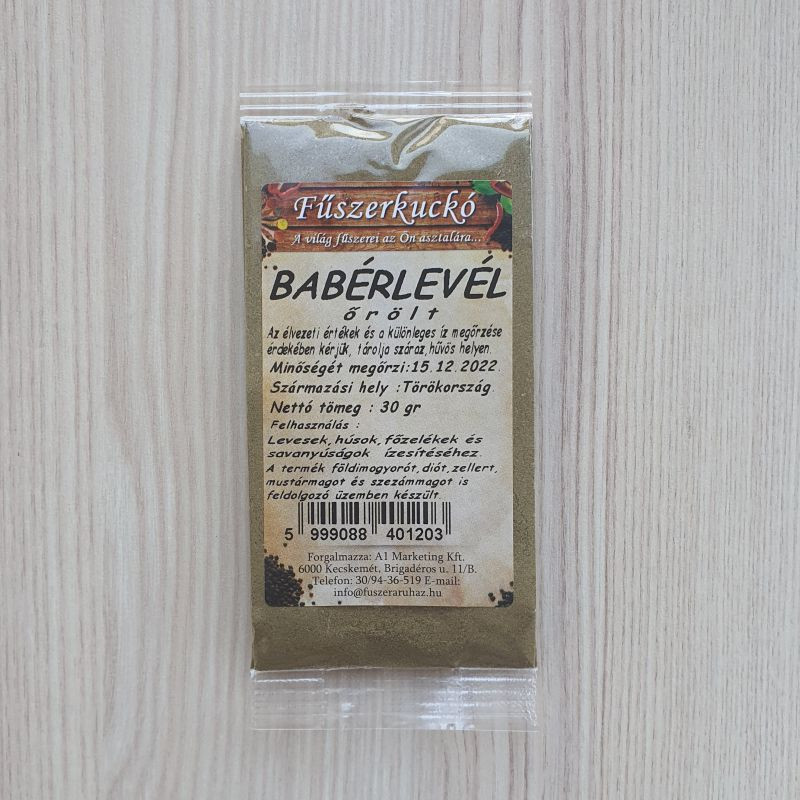 Fűszerkuckó
A világ fűszerei az Ön asztalára...
BABÉRLEVÉL
őrölt
Az élvezeti értékek és a különleges íz megőrzése
érdekében kérjük, tárolja száraz,hűvös helyen.
Minőségét megőrzi:15.12.2022.
Származási hely :Törökország
Nettó tömeg : 30 gr
Felhasználás :
Levesek,húsok,főzelékek és
savanyúságok ízesítéséhez.
A termék földimogyorót,diót,zellert,
mustármagot és szezámmagot is
feldolgozó üzemben készült.
5 999088 401203
Forgalmazza: A1 Marketing Kft.
6000 Kecskemét, Brigadéros u. 11/B.
Telefon: 30/94-36-519 E-mail:
info@fuszeraruhaz.hu